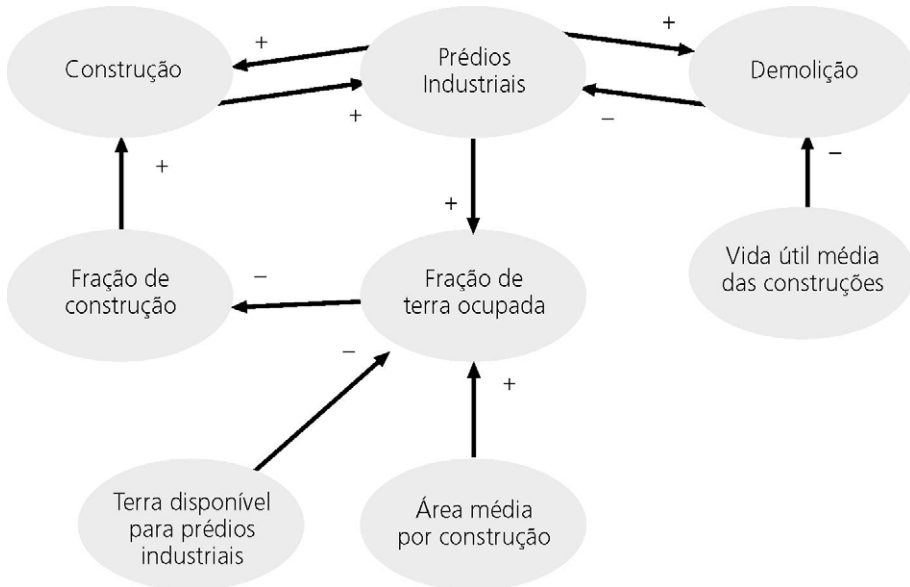 Construção
+
+
Prédios
Industriais
+
−
Demolição
+
+
−
Fração de
construção
−
Fração de
terra ocupada
Vida útil média
das construções
−
+
Terra disponível
para prédios
industriais
Área média
por construção